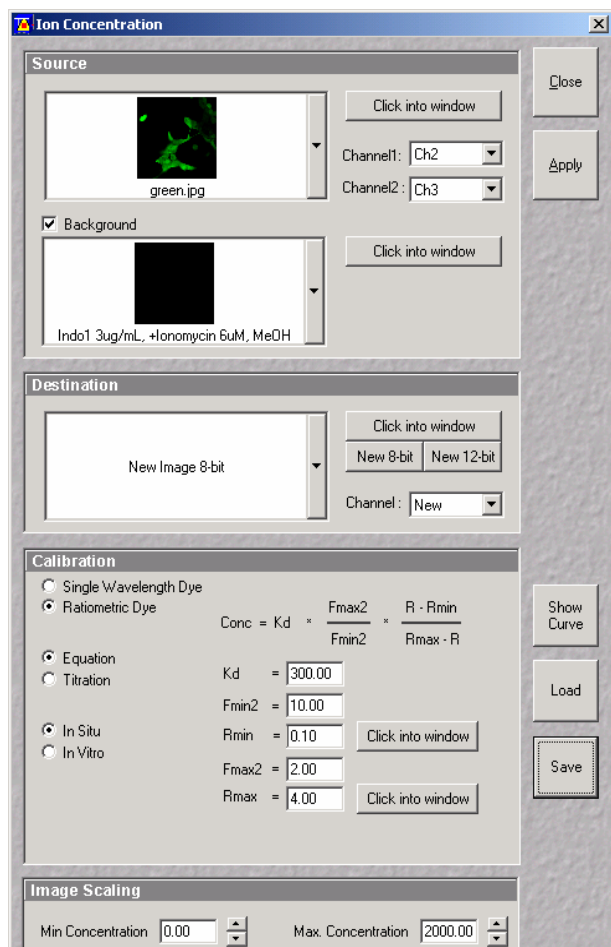 Ion Concentration
Source
Close
Click into window
Channel1: Ch2
Apply
green.jpg
Channel2 : Ch3
Background
Click into window
Indo1 3ug/mL, +Ionomycin 6uM, MeOH
Destination
Click into window
New Image 8-bit
New 8-bit New 12-bit
Channel : New
Calibration
Single Wavelength Dye
Ratiometric Dye
Conc = Kd * Fmax2 / Fmin2 * R - Rmin / Rmax - R
Show Curve
Equation
Titration
Kd = 300.00
Load
Fmin2 = 10.00
In Situ
In Vitro
Rmin = 0.10 Click into window
Save
Fmax2 = 2.00
Rmax = 4.00 Click into window
Image Scaling
Min Concentration 0.00 Max. Concentration 2000.00